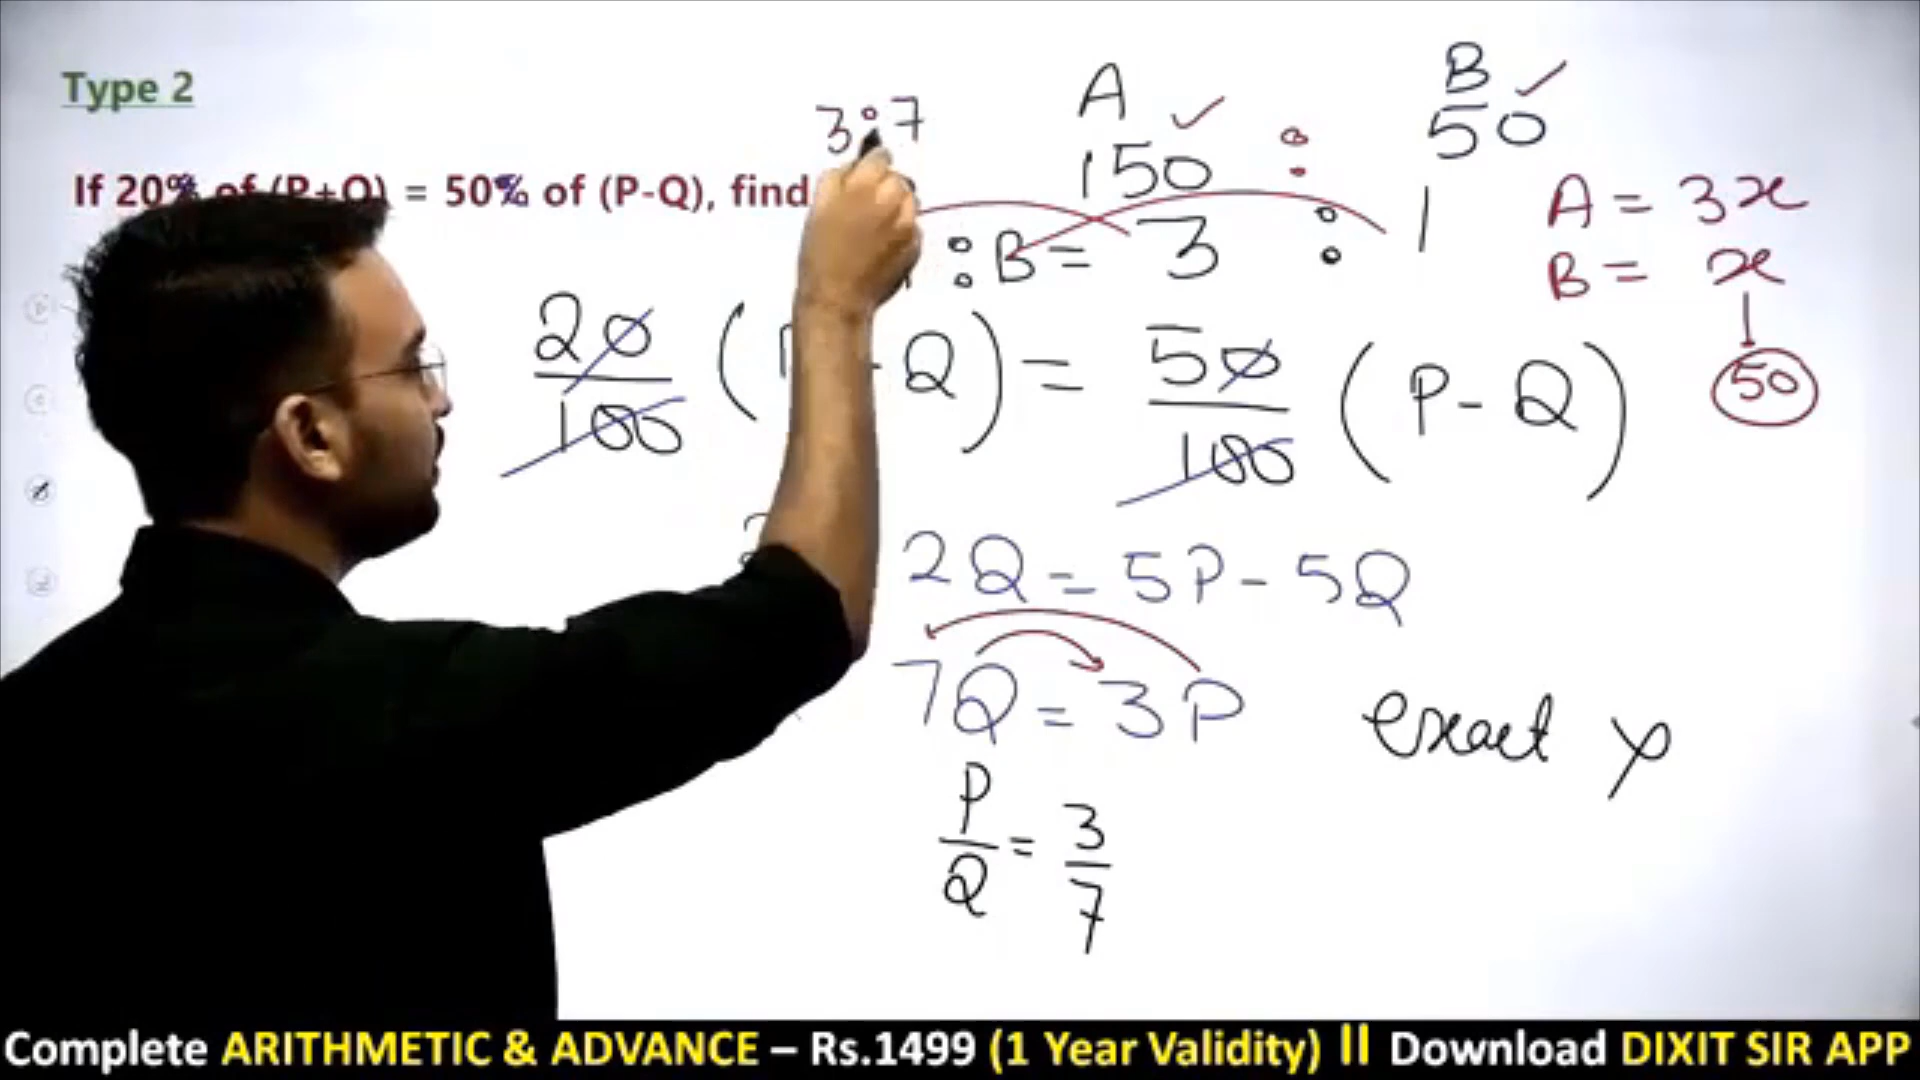 Type 2
3:7
A
B
150 : 50
If 20% of (P+Q) = 50% of (P-Q), find
: B = 3 : 1
A = 3x
B = x
50
20/100 ( Q) = 50/100 (P-Q)
2Q = 5P - 5Q
7Q = 3P
exact
P/Q = 3/7
Complete ARITHMETIC & ADVANCE – Rs.1499 (1 Year Validity) II Download DIXIT SIR APP